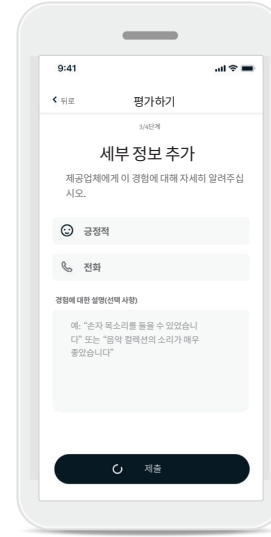 9:41
뒤로
평가하기
3/4단계
세부 정보 추가
제공업체에게 이 경험에 대해 자세히 알려주십
시오.
긍정적
전화
경험에 대한 설명(선택 사항)
예: “손자 목소리를 들을 수 있었습니
다” 또는 “음악 컬렉션의 소리가 매우
좋았습니다”
제출